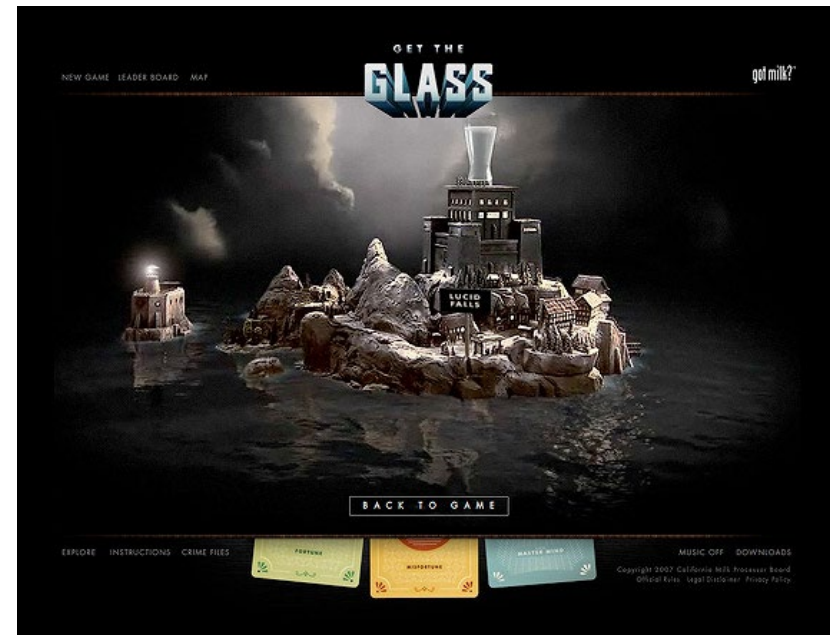 GET THE
GLASS
NEW GAME LEADER BOARD MAP
got milk?
LUCID
FALLS
BACK TO GAME
EXPLORE INSTRUCTIONS CRIME FILES
FORTUNE
MISFORTUNE
MASTER MIND
MUSIC OFF DOWNLOADS
Copyright 2007 California Milk Processor Board
Official Rules Legal Disclaimer Privacy Policy